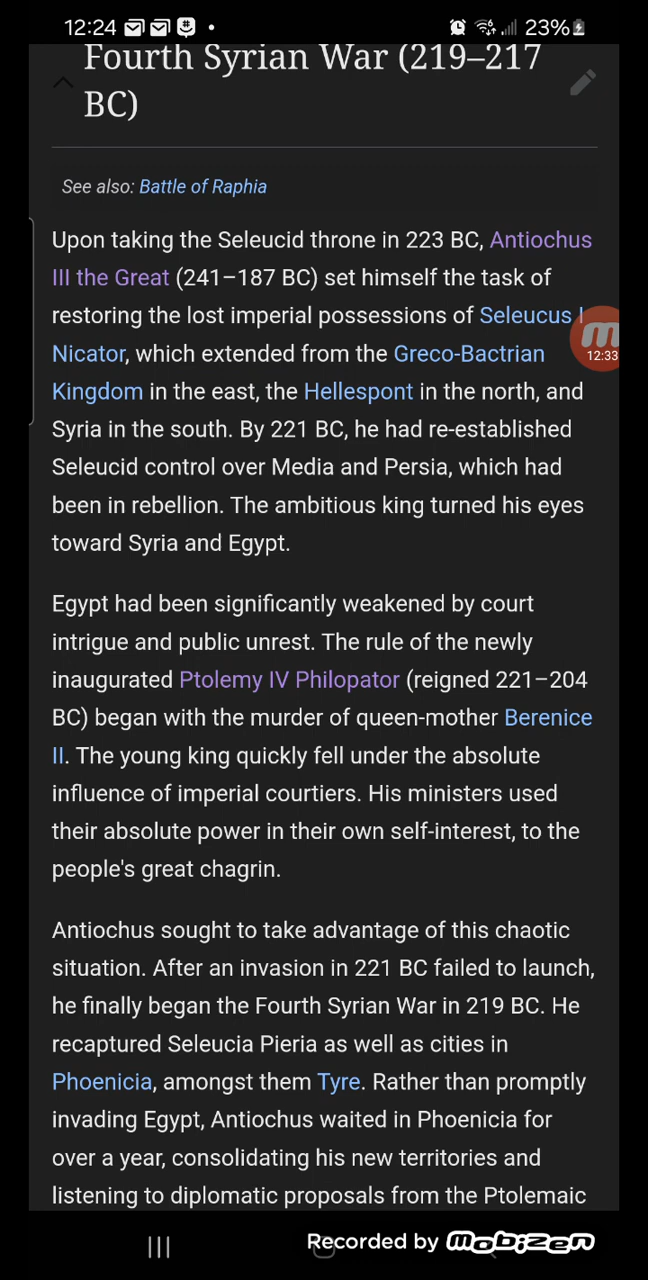 12:24
23%
Fourth Syrian War (219–217
BC)
See also: Battle of Raphia
Upon taking the Seleucid throne in 223 BC, Antiochus
III the Great (241–187 BC) set himself the task of
restoring the lost imperial possessions of Seleucus I
Nicator, which extended from the Greco-Bactrian
12:33
Kingdom in the east, the Hellespont in the north, and
Syria in the south. By 221 BC, he had re-established
Seleucid control over Media and Persia, which had
been in rebellion. The ambitious king turned his eyes
toward Syria and Egypt.
Egypt had been significantly weakened by court
intrigue and public unrest. The rule of the newly
inaugurated Ptolemy IV Philopator (reigned 221–204
BC) began with the murder of queen-mother Berenice
II. The young king quickly fell under the absolute
influence of imperial courtiers. His ministers used
their absolute power in their own self-interest, to the
people's great chagrin.
Antiochus sought to take advantage of this chaotic
situation. After an invasion in 221 BC failed to launch,
he finally began the Fourth Syrian War in 219 BC. He
recaptured Seleucia Pieria as well as cities in
Phoenicia, amongst them Tyre. Rather than promptly
invading Egypt, Antiochus waited in Phoenicia for
over a year, consolidating his new territories and
listening to diplomatic proposals from the Ptolemaic
Recorded by mobizen